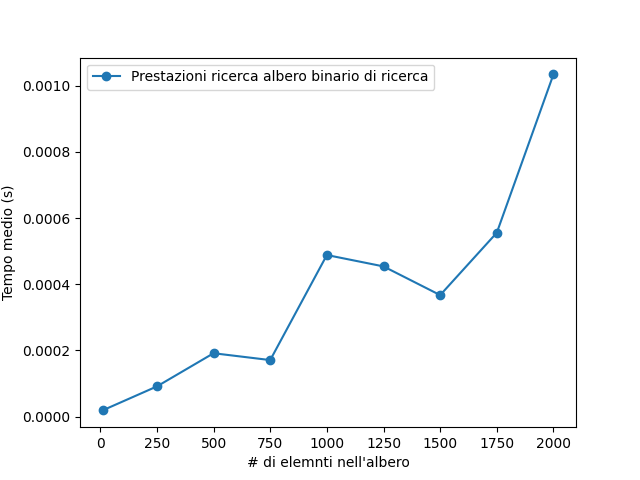 Prestazioni ricerca albero binario di ricerca
0.0010
0.0008
0.0006
0.0004
0.0002
0.0000
Tempo medio (s)
0 250 500 750 1000 1250 1500 1750 2000
# di elemnti nell'albero